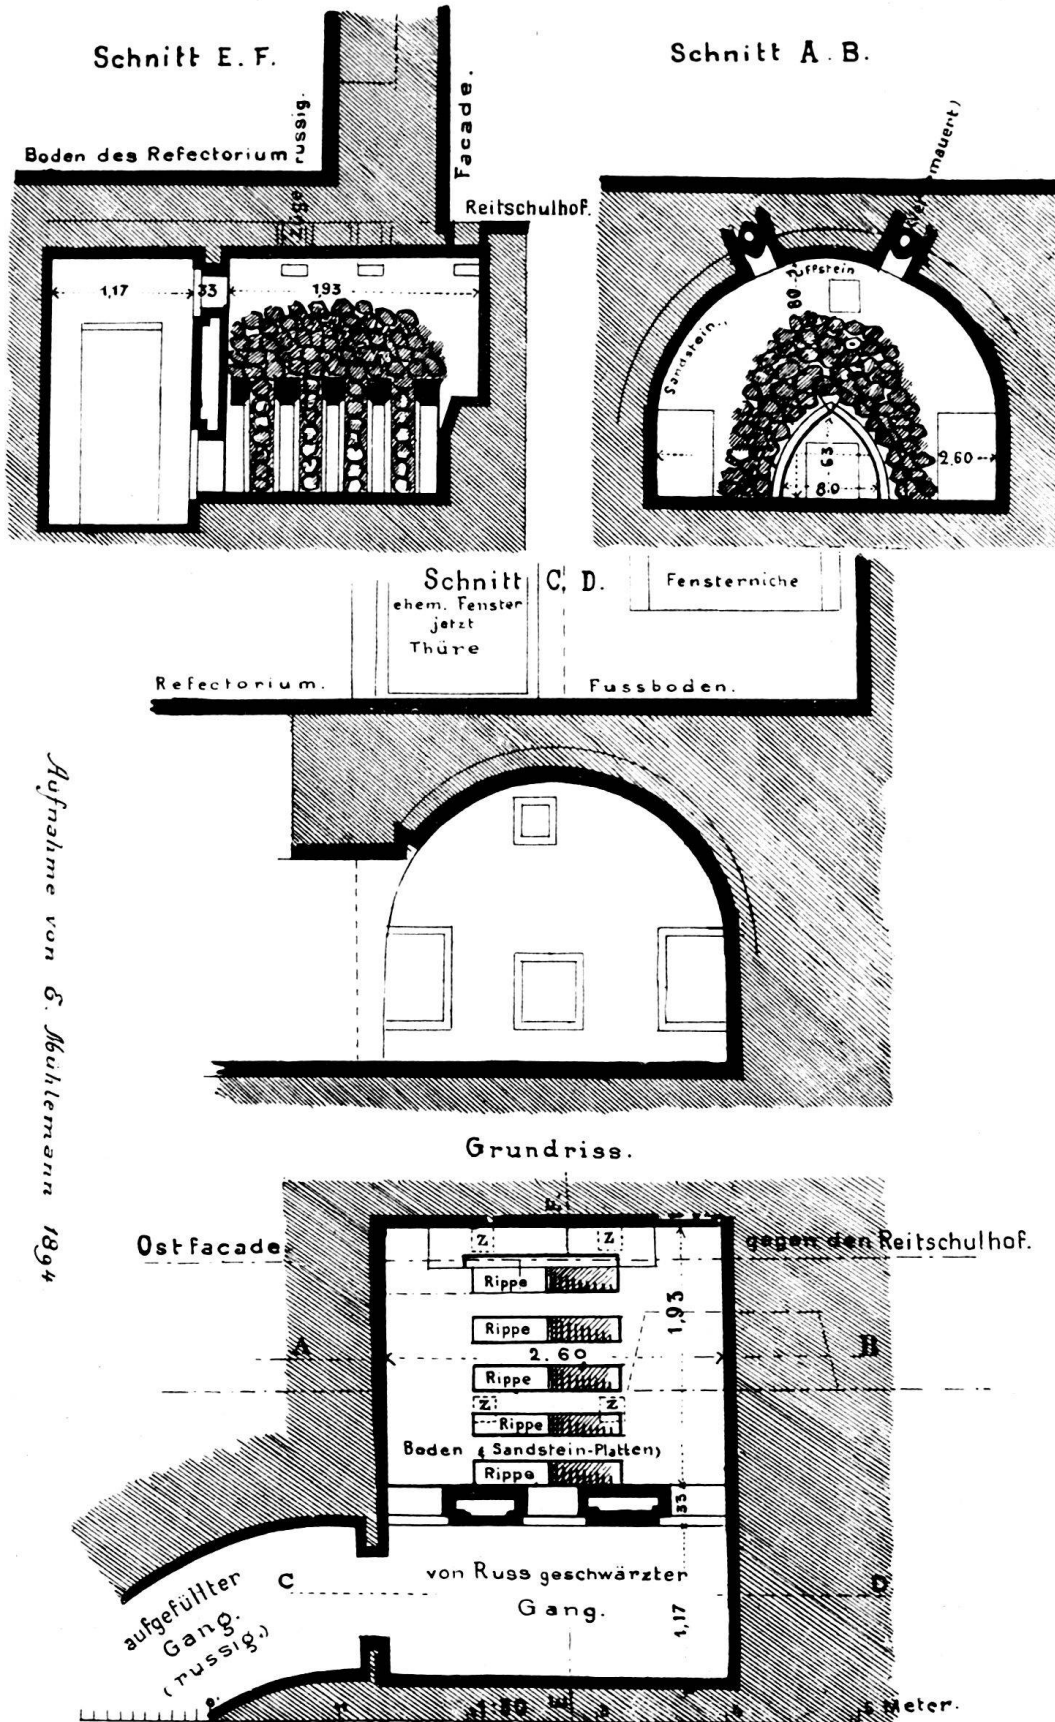 Schnitt E. F.
Schnitt A. B.
Boden des Refectorium
russig.
Züge
Facade.
Reitschulhof.
1,17
33
1,93
Sandstein
80
63
80
2.60
Schnitt C. D.
ehem. Fenster
jetzt
Thüre
Fensterniche
Refectorium.
Fussboden.
Aufnahme von E. Mühlemann 1894
Grundriss.
F.
Ostfacade.
gegen den Reitschulhof.
Z
Z
Rippe
1,93
Rippe
A
2.60
B
Rippe
Z
Z
Rippe
Boden ( Sandstein-Platten)
Rippe
33
von Russ geschwärzter
C
D
Gang.
1,17
aufgefüllter
Gang.
(russig.)
1:50
E
5 Meter.